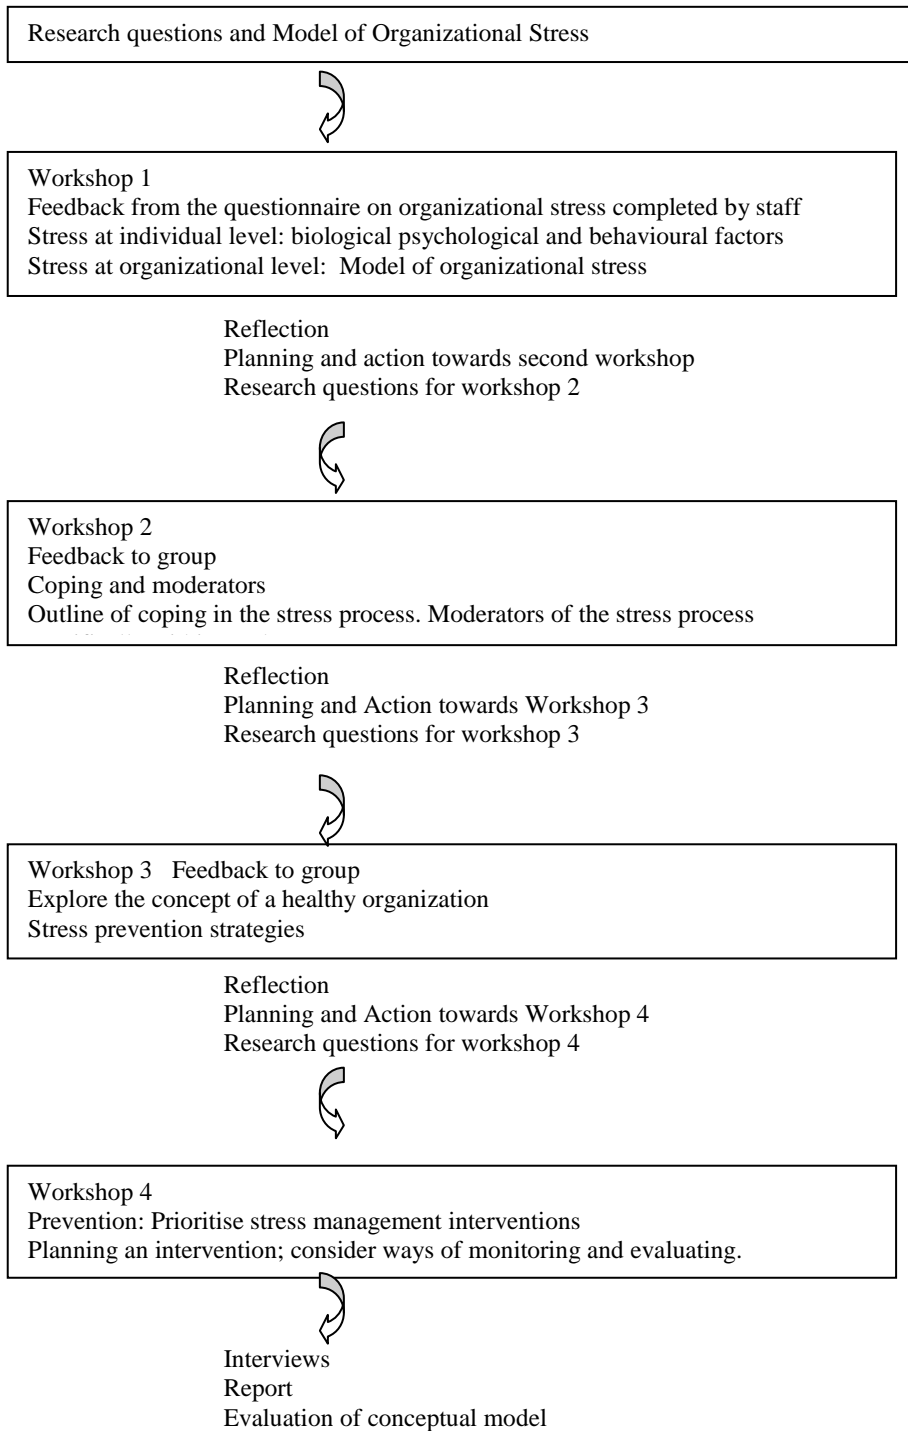 Research questions and Model of Organizational Stress
Workshop 1
Feedback from the questionnaire on organizational stress completed by staff
Stress at individual level: biological psychological and behavioural factors
Stress at organizational level:  Model of organizational stress
Reflection
Planning and action towards second workshop
Research questions for workshop 2
Workshop 2
Feedback to group
Coping and moderators
Outline of coping in the stress process. Moderators of the stress process
Reflection
Planning and Action towards Workshop 3
Research questions for workshop 3
Workshop 3   Feedback to group
Explore the concept of a healthy organization
Stress prevention strategies
Reflection
Planning and Action towards Workshop 4
Research questions for workshop 4
Workshop 4
Prevention: Prioritise stress management interventions
Planning an intervention; consider ways of monitoring and evaluating.
Interviews
Report
Evaluation of conceptual model